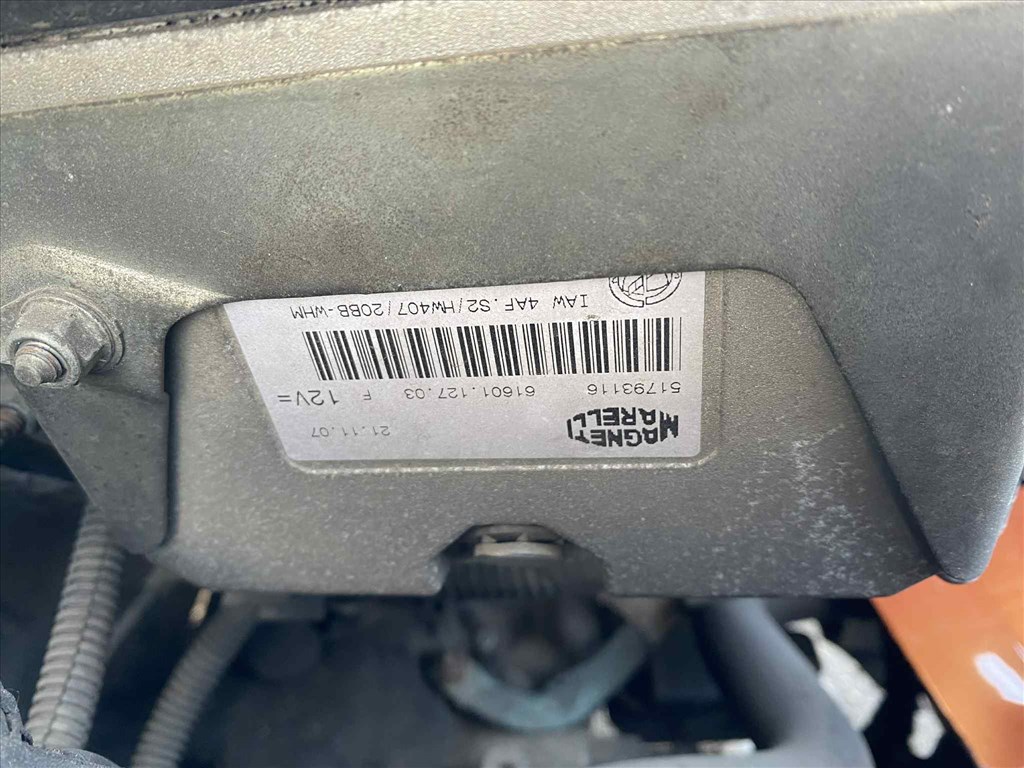 MAGNETI
MARELLI
21.11.07
51793116 61601.127.03 F 12V=
IAW 4AF.S2/HW407/20BB-WHM